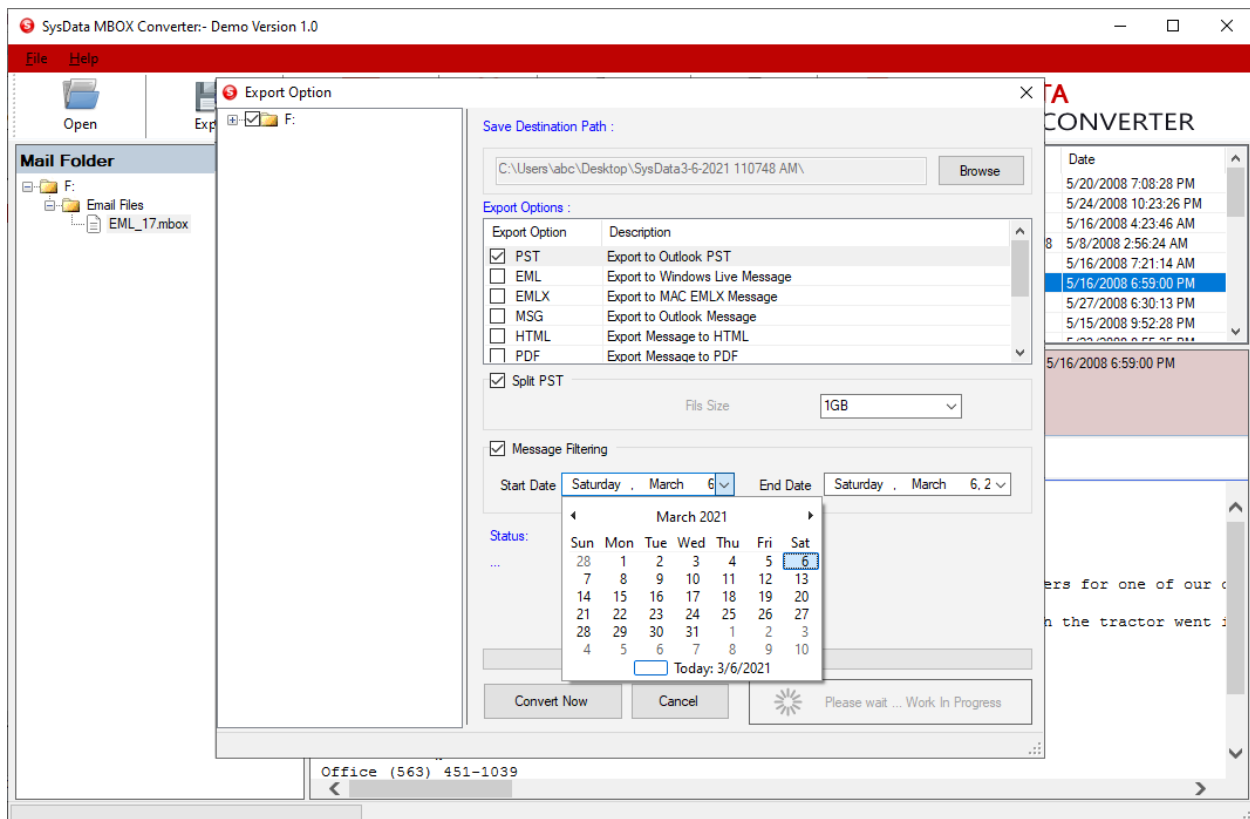 SysData MBOX Converter:- Demo Version 1.0
File Help
Open
TA
CONVERTER
Mail Folder
F:
Email Files
EML_17.mbox
Export Option
F:
Save Destination Path :
C:\Users\abc\Desktop\SysData3-6-2021 110748 AM\
Browse
Export Options :
Export Option Description
PST Export to Outlook PST
EML Export to Windows Live Message
EMLX Export to MAC EMLX Message
MSG Export to Outlook Message
HTML Export Message to HTML
PDF Export Message to PDF
Split PST
Fils Size 1GB
Message Filtering
Start Date Saturday , March 6
End Date Saturday , March 6, 2
March 2021
Sun Mon Tue Wed Thu Fri Sat
28 1 2 3 4 5 6
7 8 9 10 11 12 13
14 15 16 17 18 19 20
21 22 23 24 25 26 27
28 29 30 31 1 2 3
4 5 6 7 8 9 10
Today: 3/6/2021
Status:
...
Convert Now
Cancel
Please wait ... Work In Progress
Date
5/20/2008 7:08:28 PM
5/24/2008 10:23:26 PM
5/16/2008 4:23:46 AM
8 5/8/2008 2:56:24 AM
5/16/2008 7:21:14 AM
5/16/2008 6:59:00 PM
5/27/2008 6:30:13 PM
5/15/2008 9:52:28 PM
5/16/2008 6:59:00 PM
ers for one of our
the tractor went
Office (563) 451-1039